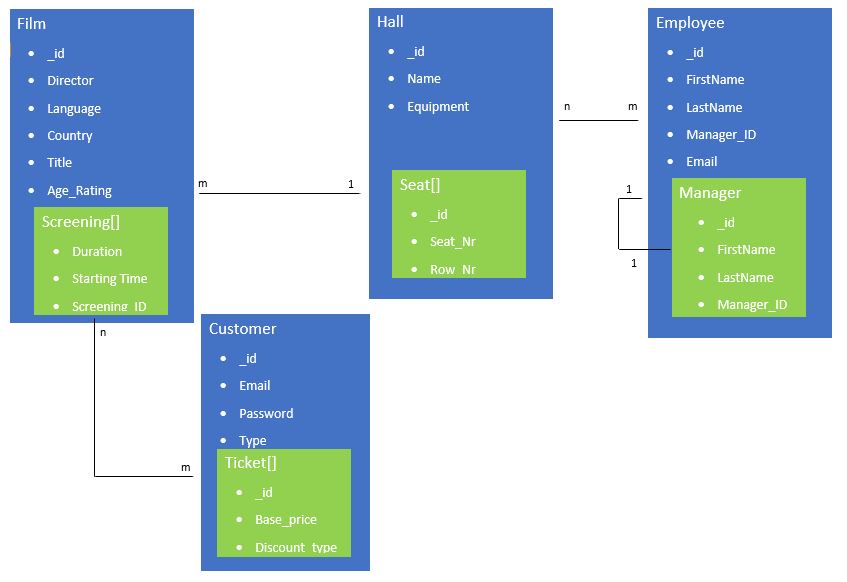 Film
• _id
• Director
• Language
• Country
• Title
• Age_Rating
Screening[]
• Duration
• Starting Time
• Screening_ID
Hall
• _id
• Name
• Equipment
Seat[]
• _id
• Seat_Nr
• Row_Nr
Employee
• _id
• FirstName
• LastName
• Manager_ID
• Email
Manager
• _id
• FirstName
• LastName
• Manager_ID
Customer
• _id
• Email
• Password
• Type
Ticket[]
• _id
• Base_price
• Discount_type
m
1
n
m
1
1
n
m